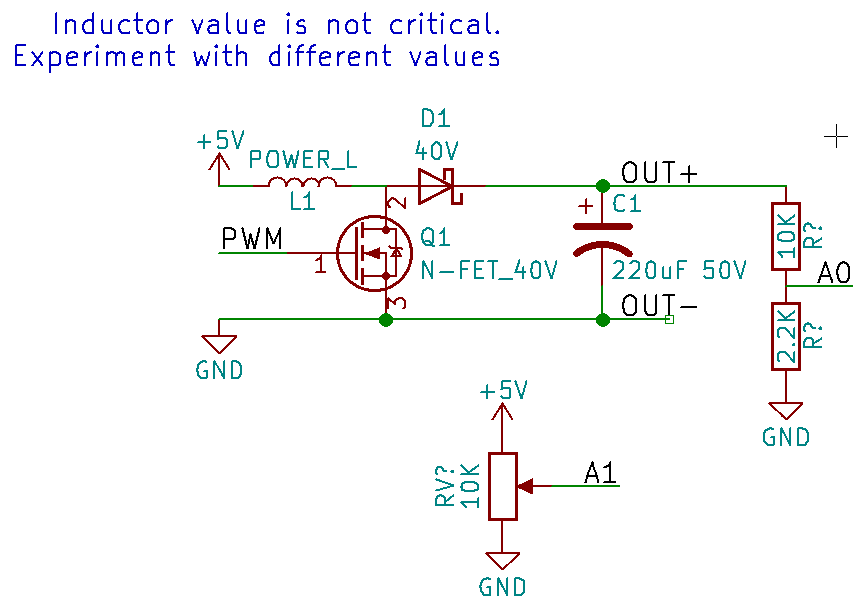 Inductor value is not critical.
Experiment with different values
D1
40V
+5V
POWER_L
L1
2
OUT+
+
C1
PWM
1
Q1
N-FET_40V
220uF 50V
3
OUT-
10K
R?
A0
2.2K
R?
GND
GND
+5V
RV?
10K
A1
GND